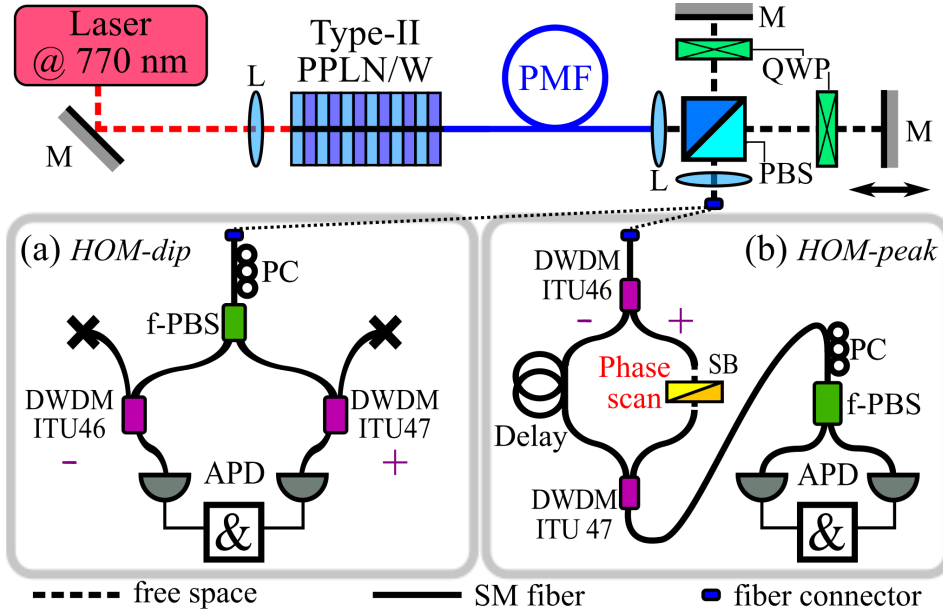 Laser
@ 770 nm
M
L
Type-II
PPLN/W
PMF
L
M
QWP
M
PBS
(a) HOM-dip
PC
f-PBS
DWDM
ITU46
-
DWDM
ITU47
+
APD
&
(b) HOM-peak
DWDM
ITU46
-
+
Phase
scan
SB
Delay
DWDM
ITU 47
PC
f-PBS
APD
&
free space
SM fiber
fiber connector